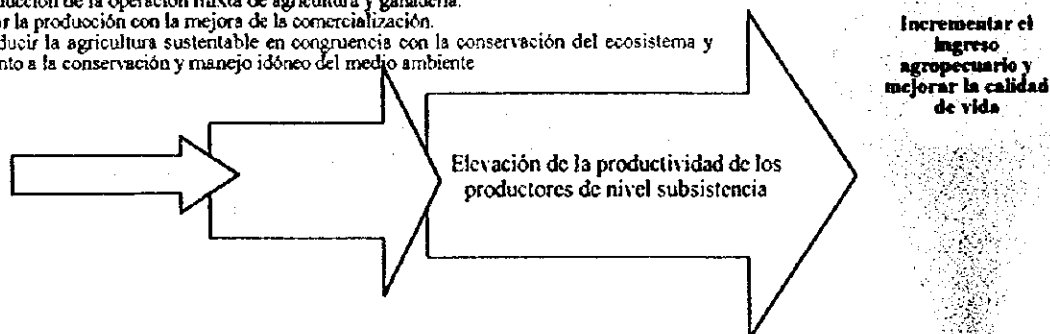 ducción de la operación mixta de agricultura y ganadería.
ar la producción con la mejora de la comercialización.
ducir la agricultura sustentable en congruencia con la conservación del ecosistema y
nto a la conservación y manejo idóneo del medio ambiente
Incrementar el
ingreso
agropecuario y
mejorar la calidad
de vida
Elevación de la productividad de los
productores de nivel subsistencia